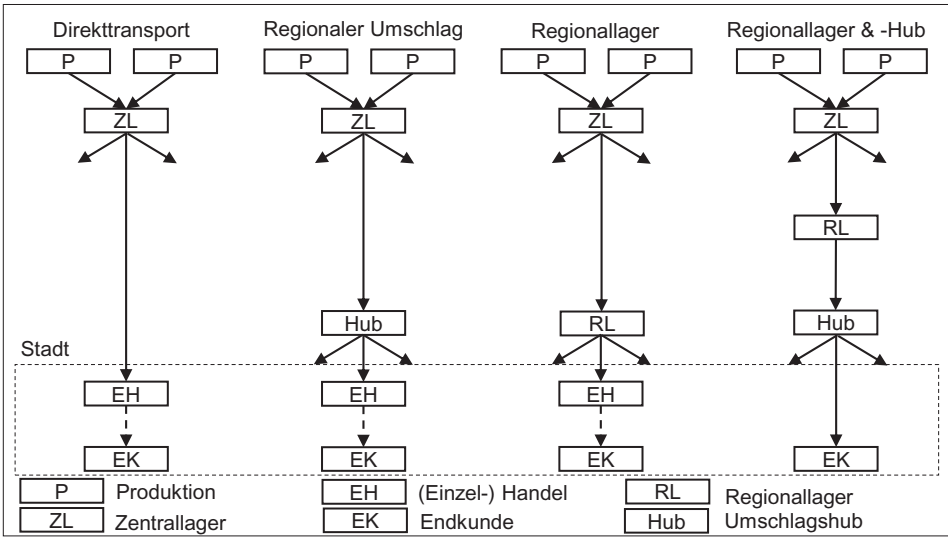 Direkttransport Regionaler Umschlag Regionallager Regionallager & -Hub
P P P P P P P P
ZL ZL ZL ZL
RL
Hub RL Hub
Stadt
EH EH EH
EK EK EK EK
P Produktion EH (Einzel-) Handel RL Regionallager
ZL Zentrallager EK Endkunde Hub Umschlagshub